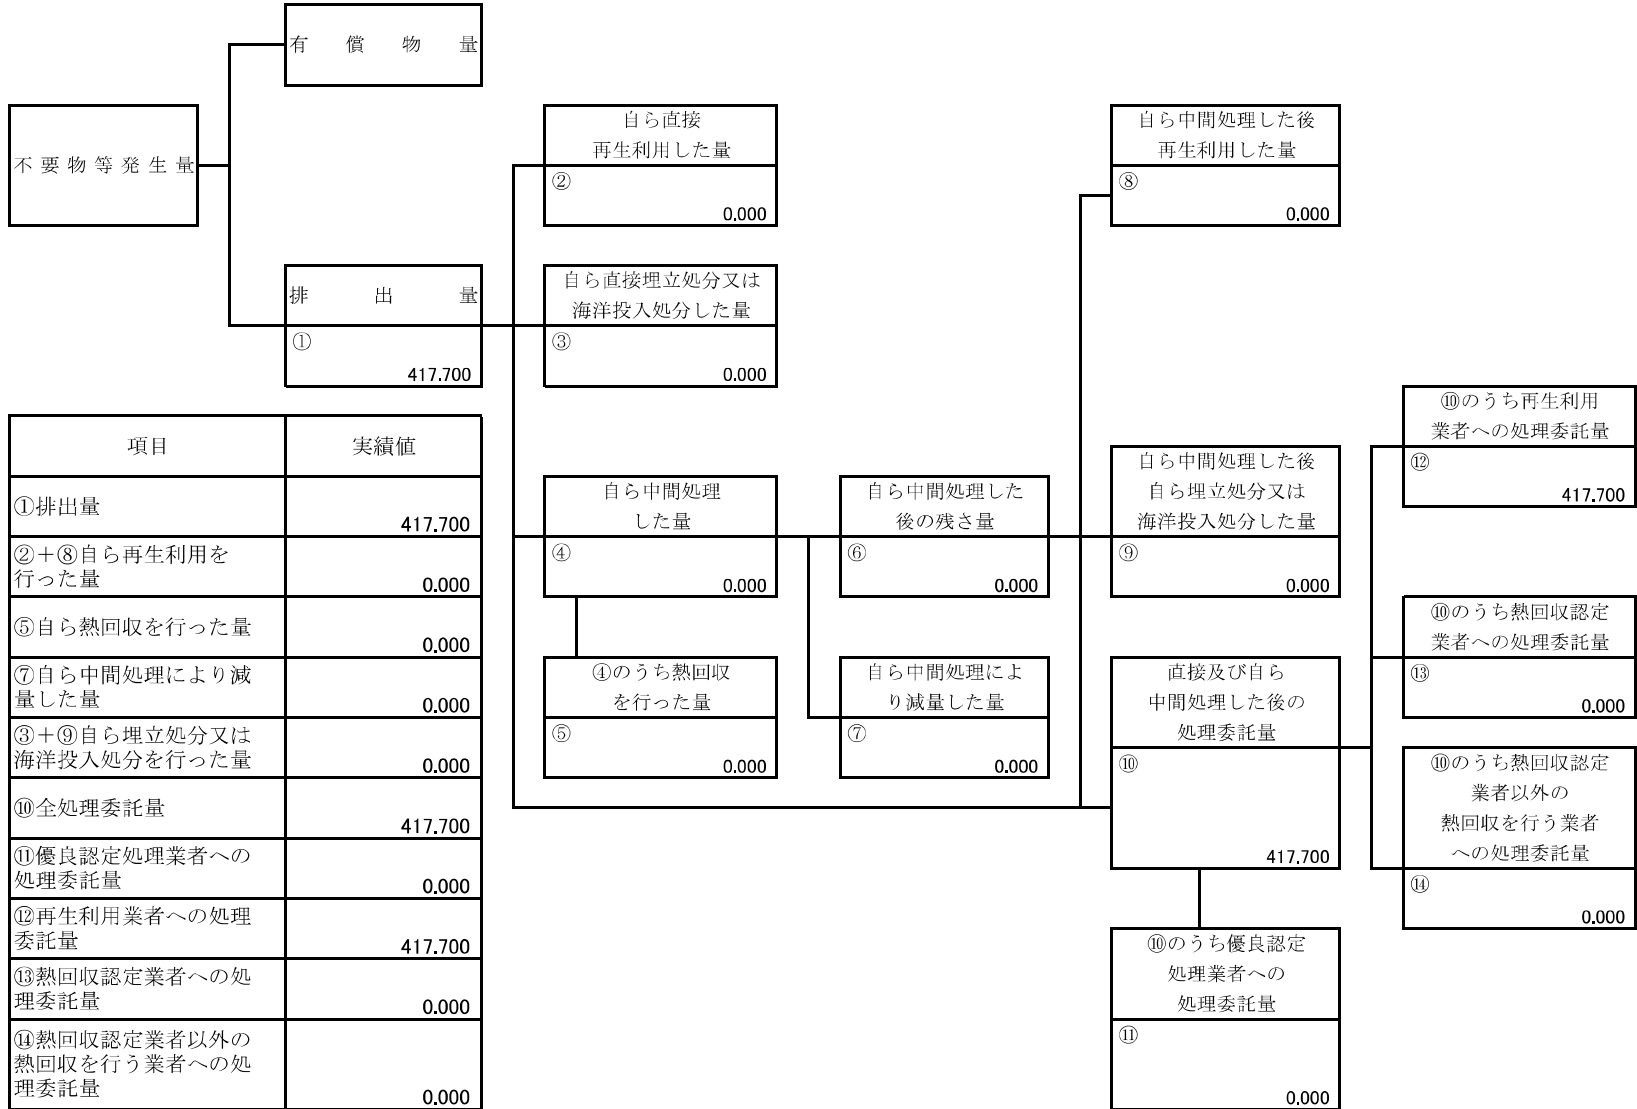 有償物量
不要物等発生量
排出量
①
417.700
自ら直接
再生利用した量
②
0.000
自ら直接埋立処分又は
海洋投入処分した量
③
0.000
自ら中間処理
した量
④
0.000
④のうち熱回収
を行った量
⑤
0.000
自ら中間処理した
後の残さ量
⑥
0.000
自ら中間処理によ
り減量した量
⑦
0.000
自ら中間処理した後
再生利用した量
⑧
0.000
自ら中間処理した後
自ら埋立処分又は
海洋投入処分した量
⑨
0.000
直接及び自ら
中間処理した後の
処理委託量
⑩
417.700
⑩のうち優良認定
処理業者への
処理委託量
⑪
0.000
⑩のうち再生利用
業者への処理委託量
⑫
417.700
⑩のうち熱回収認定
業者への処理委託量
⑬
0.000
⑩のうち熱回収認定
業者以外の
熱回収を行う業者
への処理委託量
⑭
0.000
項目 実績値
①排出量
417.700
②+⑧自ら再生利用を
行った量
0.000
⑤自ら熱回収を行った量
0.000
⑦自ら中間処理により減
量した量
0.000
③+⑨自ら埋立処分又は
海洋投入処分を行った量
0.000
⑩全処理委託量
417.700
⑪優良認定処理業者への
処理委託量
0.000
⑫再生利用業者への処理
委託量
417.700
⑬熱回収認定業者への処
理委託量
0.000
⑭熱回収認定業者以外の
熱回収を行う業者への処
理委託量
0.000